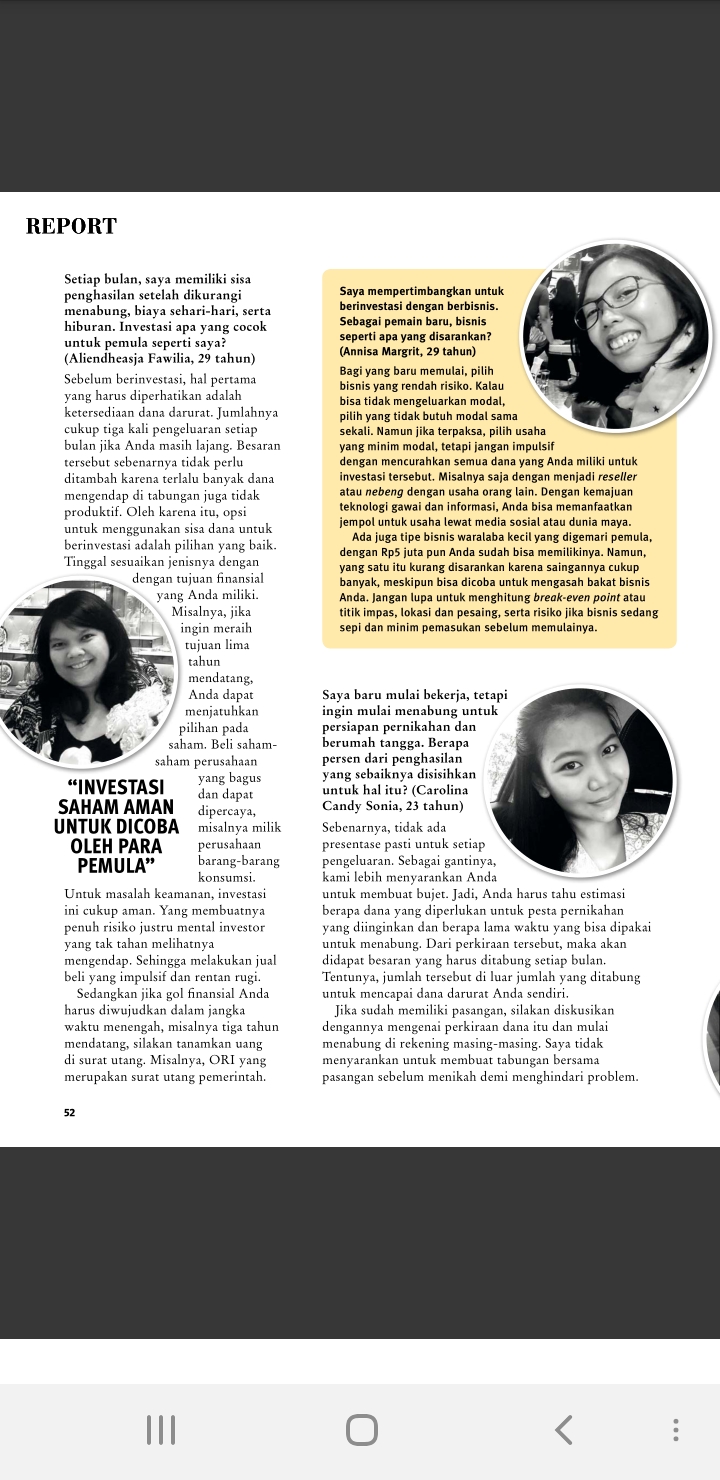 REPORT
Setiap bulan, saya memiliki sisa
penghasilan setelah dikurangi
menabung, biaya sehari-hari, serta
hiburan. Investasi apa yang cocok
untuk pemula seperti saya?
(Aliendheasja Fawilia, 29 tahun)
Sebelum berinvestasi, hal pertama
yang harus diperhatikan adalah
ketersediaan dana darurat. Jumlahnya
cukup tiga kali pengeluaran setiap
bulan jika Anda masih lajang. Besaran
tersebut sebenarnya tidak perlu
ditambah karena terlalu banyak dana
mengendap di tabungan juga tidak
produktif. Oleh karena itu, opsi
untuk menggunakan sisa dana untuk
berinvestasi adalah pilihan yang baik.
Tinggal sesuaikan jenisnya dengan
dengan tujuan finansial
yang Anda miliki.
Misalnya, jika
ingin meraih
tujuan lima
tahun
mendatang,
Anda dapat
menjatuhkan
pilihan pada
saham. Beli saham-
saham perusahaan
yang bagus
dan dapat
dipercaya,
misalnya milik
perusahaan
barang-barang
konsumsi.
Untuk masalah keamanan, investasi
ini cukup aman. Yang membuatnya
penuh risiko justru mental investor
yang tak tahan melihatnya
mengendap. Sehingga melakukan jual
beli yang impulsif dan rentan rugi.
Sedangkan jika gol finansial Anda
harus diwujudkan dalam jangka
waktu menengah, misalnya tiga tahun
mendatang, silakan tanamkan uang
di surat utang. Misalnya, ORI yang
merupakan surat utang pemerintah.
“INVESTASI
SAHAM AMAN
UNTUK DICOBA
OLEH PARA
PEMULA”
Saya mempertimbangkan untuk
berinvestasi dengan berbisnis.
Sebagai pemain baru, bisnis
seperti apa yang disarankan?
(Annisa Margrit, 29 tahun)
Bagi yang baru memulai, pilih
bisnis yang rendah risiko. Kalau
bisa tidak mengeluarkan modal,
pilih yang tidak butuh modal sama
sekali. Namun jika terpaksa, pilih usaha
yang minim modal, tetapi jangan impulsif
dengan mencurahkan semua dana yang Anda miliki untuk
investasi tersebut. Misalnya saja dengan menjadi reseller
atau nebeng dengan usaha orang lain. Dengan kemajuan
teknologi gawai dan informasi, Anda bisa memanfaatkan
jempol untuk usaha lewat media sosial atau dunia maya.
Ada juga tipe bisnis waralaba kecil yang digemari pemula,
dengan Rp5 juta pun Anda sudah bisa memilikinya. Namun,
yang satu itu kurang disarankan karena saingannya cukup
banyak, meskipun bisa dicoba untuk mengasah bakat bisnis
Anda. Jangan lupa untuk menghitung break-even point atau
titik impas, lokasi dan pesaing, serta risiko jika bisnis sedang
sepi dan minim pemasukan sebelum memulainya.
Saya baru mulai bekerja, tetapi
ingin mulai menabung untuk
persiapan pernikahan dan
berumah tangga. Berapa
persen dari penghasilan
yang sebaiknya disisihkan
untuk hal itu? (Carolina
Candy Sonia, 23 tahun)
Sebenarnya, tidak ada
presentase pasti untuk setiap
pengeluaran. Sebagai gantinya,
kami lebih menyarankan Anda
untuk membuat bujet. Jadi, Anda harus tahu estimasi
berapa dana yang diperlukan untuk pesta pernikahan
yang diinginkan dan berapa lama waktu yang bisa dipakai
untuk menabung. Dari perkiraan tersebut, maka akan
didapat besaran yang harus ditabung setiap bulan.
Tentunya, jumlah tersebut di luar jumlah yang ditabung
untuk mencapai dana darurat Anda sendiri.
Jika sudah memiliki pasangan, silakan diskusikan
dengannya mengenai perkiraan dana itu dan mulai
menabung di rekening masing-masing. Saya tidak
menyarankan untuk membuat tabungan bersama
pasangan sebelum menikah demi menghindari problem.
52